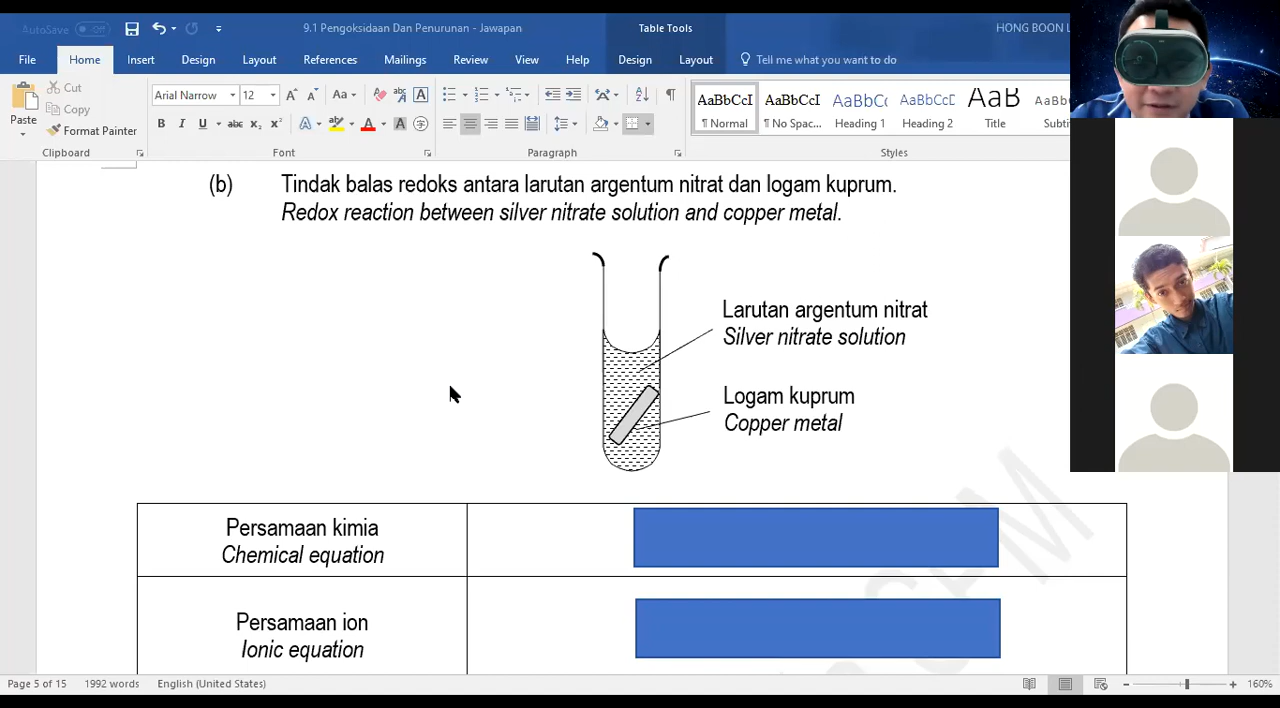 AutoSave Off 9.1 Pengoksidaan Dan Penurunan - Jawapan Table Tools HONG BOON L
File Home Insert Design Layout References Mailings Review View Help Design Layout Tell me what you want to do
Paste Cut Copy Format Painter
Arial Narrow 12
AaBbCcI ¶ Normal AaBbCcI ¶ No Spac... AaBbCc Heading 1 AaBbCcD Heading 2 AaB Title AaBb Subti
Clipboard Font Paragraph Styles
(b) Tindak balas redoks antara larutan argentum nitrat dan logam kuprum.
Redox reaction between silver nitrate solution and copper metal.
Larutan argentum nitrat
Silver nitrate solution
Logam kuprum
Copper metal
Persamaan kimia
Chemical equation
Persamaan ion
Ionic equation
Page 5 of 15 1992 words English (United States) 160%